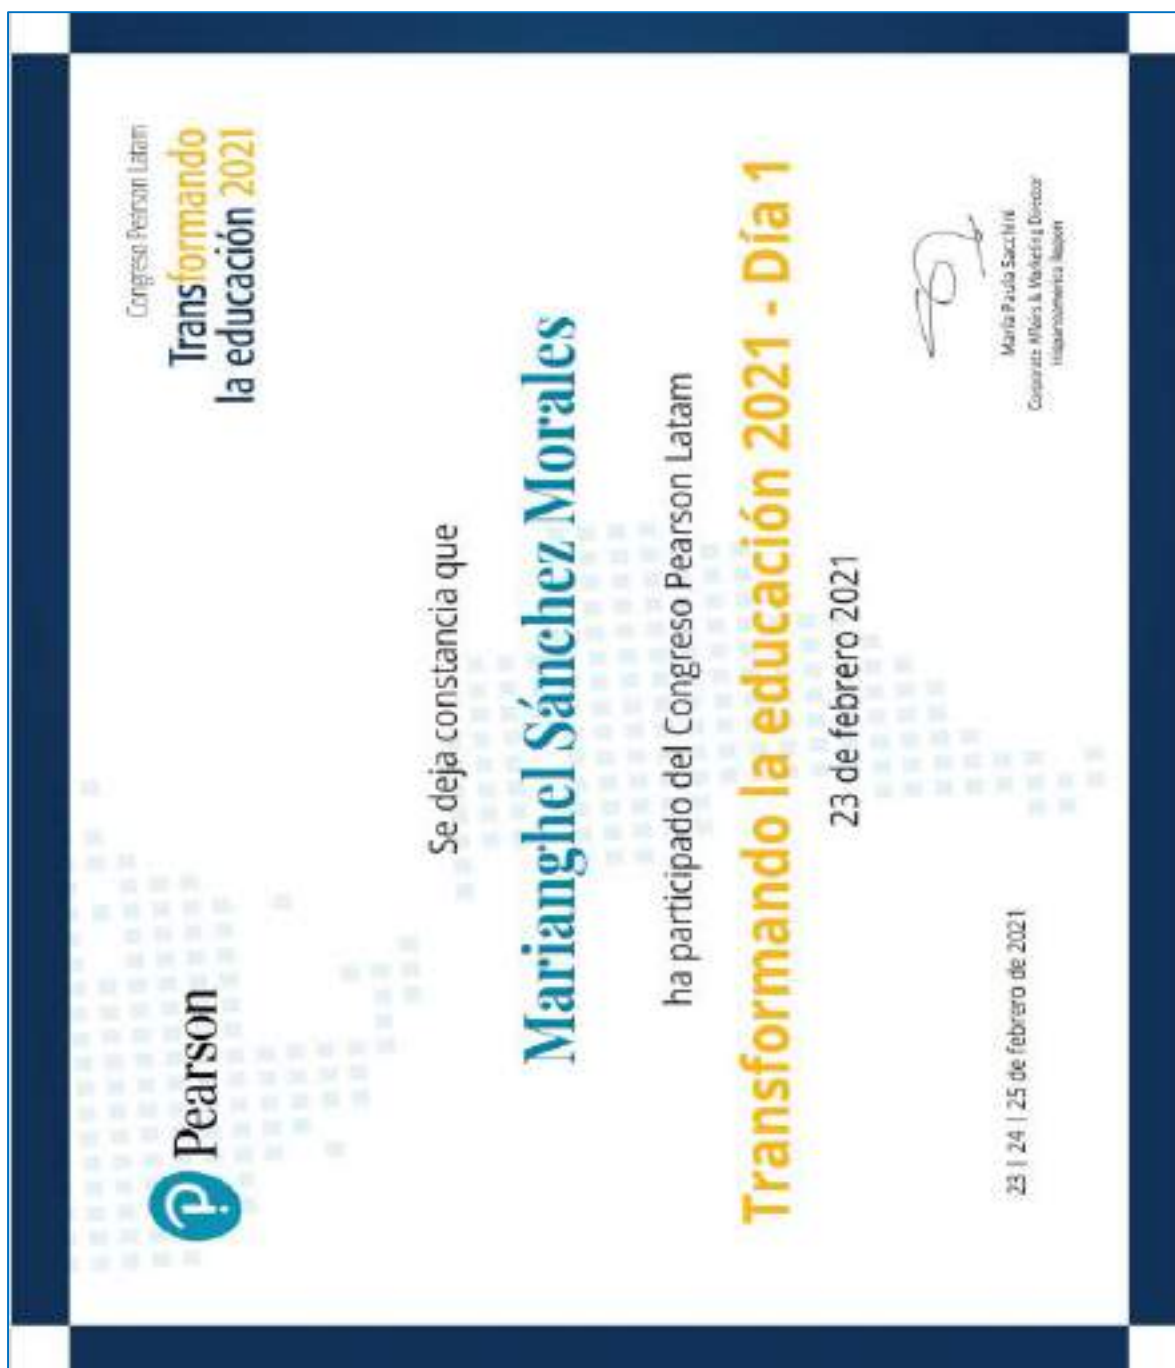 Pearson
Congreso Pearson Latam
Transformando
la educación 2021
Se deja constancia que
Marianghel Sánchez Morales
ha participado del Congreso Pearson Latam
Transformando la educación 2021 - Día 1
23 de febrero 2021
23 | 24 | 25 de febrero de 2021
María Paula Sacchini
Corporate Affairs & Marketing Director
Hispanoamerica Region